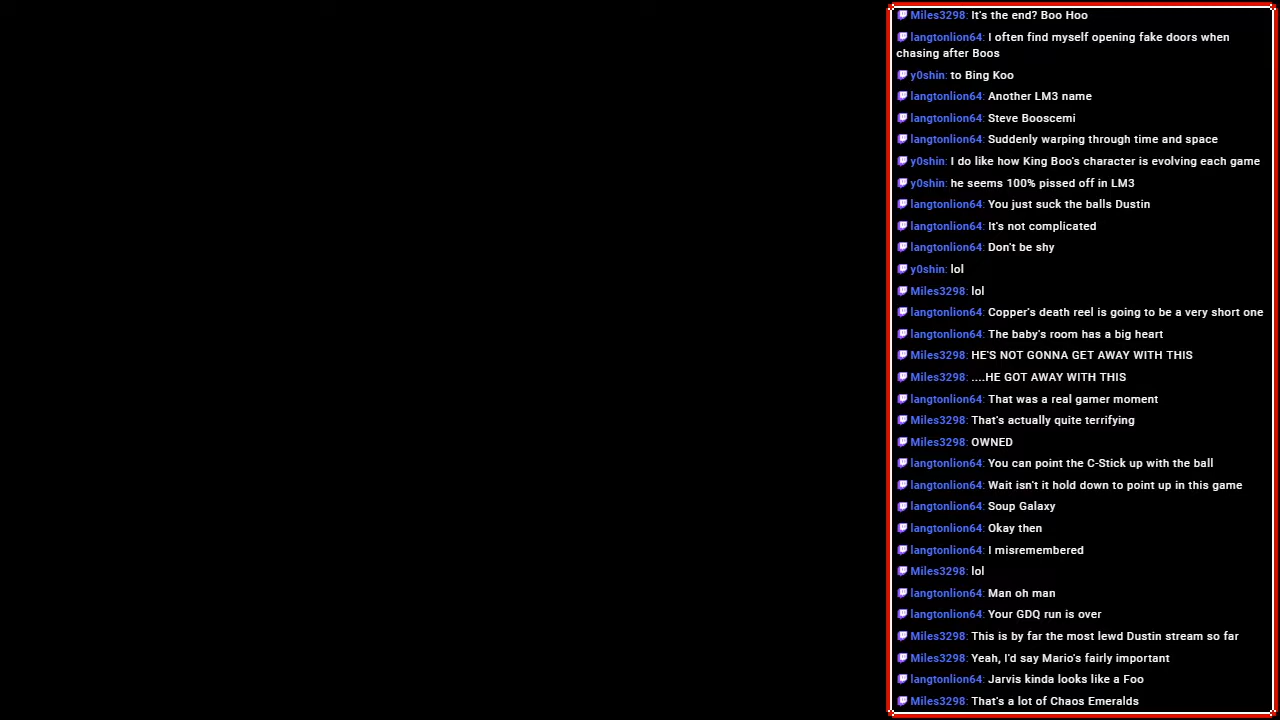 Miles3298: It's the end? Boo Hoo
langtonlion64: I often find myself opening fake doors when
chasing after Boos
y0shin: to Bing Koo
langtonlion64: Another LM3 name
langtonlion64: Steve Booscemi
langtonlion64: Suddenly warping through time and space
y0shin: I do like how King Boo's character is evolving each game
y0shin: he seems 100% pissed off in LM3
langtonlion64: You just suck the balls Dustin
langtonlion64: It's not complicated
langtonlion64: Don't be shy
y0shin: lol
Miles3298: lol
langtonlion64: Copper's death reel is going to be a very short one
langtonlion64: The baby's room has a big heart
Miles3298: HE'S NOT GONNA GET AWAY WITH THIS
Miles3298: ....HE GOT AWAY WITH THIS
langtonlion64: That was a real gamer moment
Miles3298: That's actually quite terrifying
Miles3298: OWNED
langtonlion64: You can point the C-Stick up with the ball
langtonlion64: Wait isn't it hold down to point up in this game
langtonlion64: Soup Galaxy
langtonlion64: Okay then
langtonlion64: I misremembered
Miles3298: lol
langtonlion64: Man oh man
langtonlion64: Your GDQ run is over
Miles3298: This is by far the most lewd Dustin stream so far
Miles3298: Yeah, I'd say Mario's fairly important
langtonlion64: Jarvis kinda looks like a Foo
Miles3298: That's a lot of Chaos Emeralds